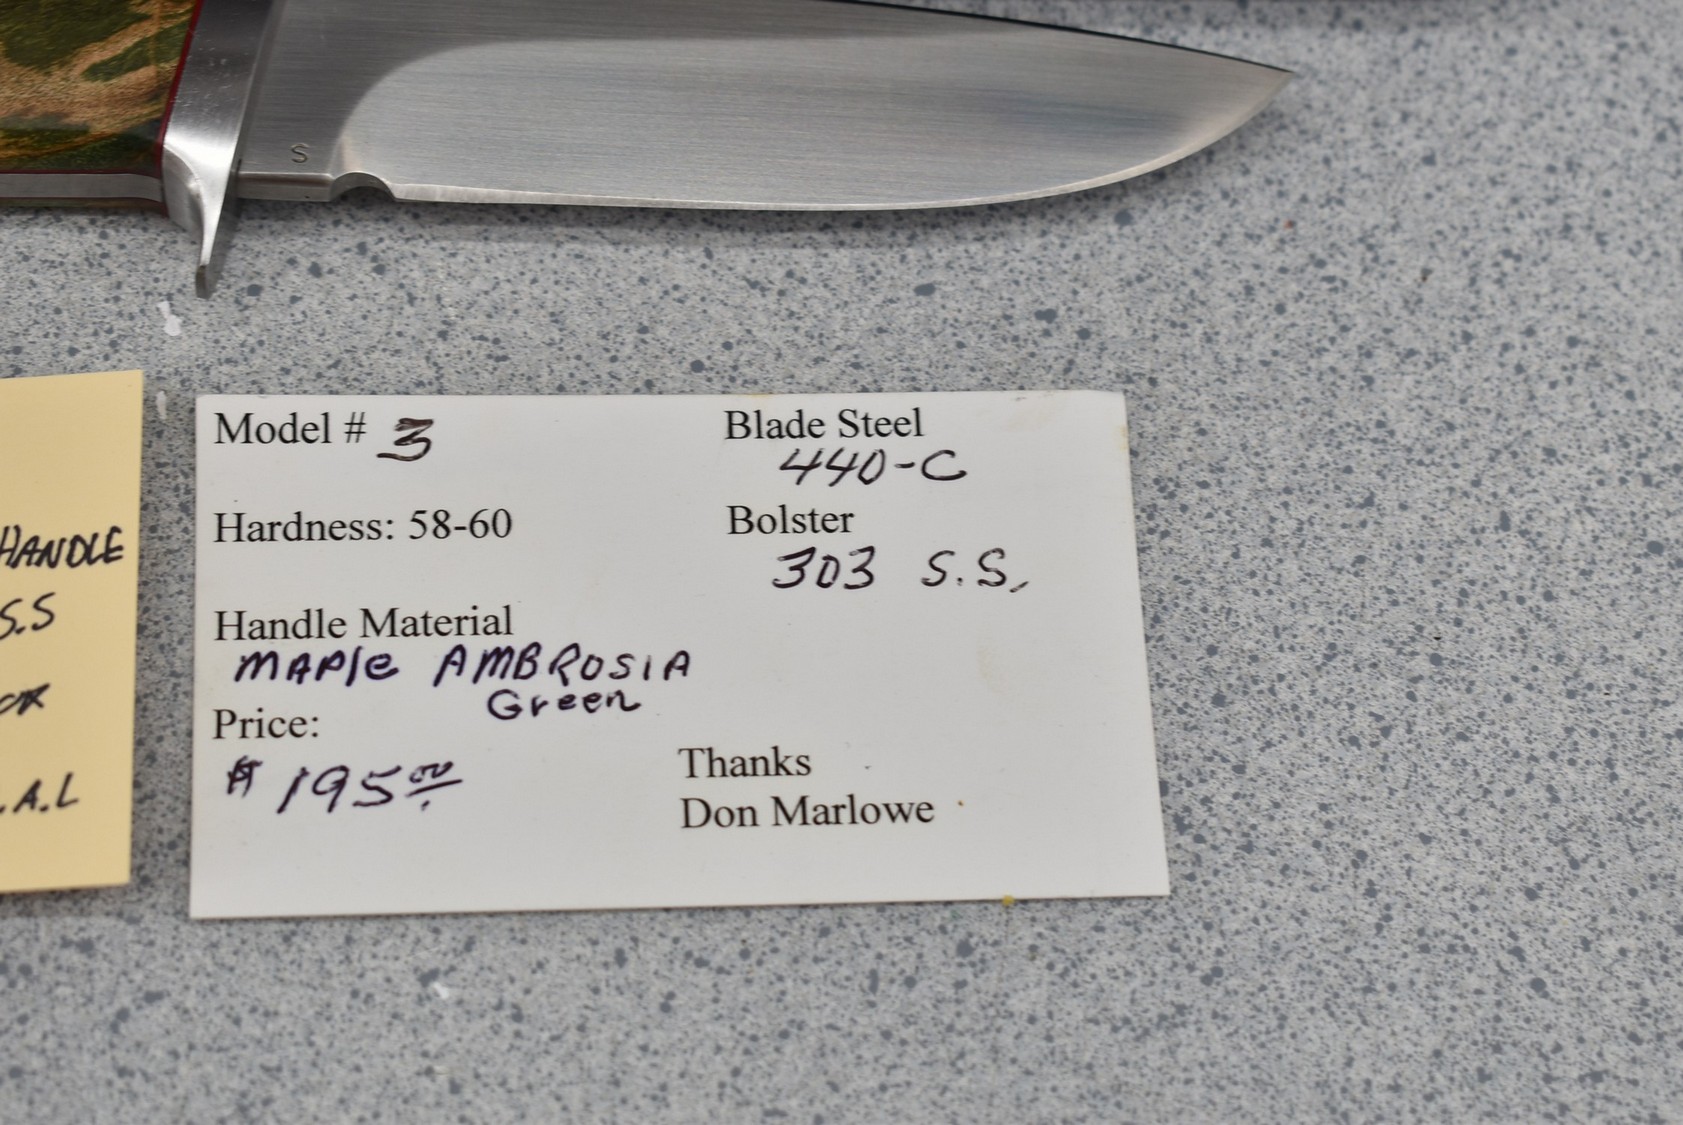 S
HANDLE
S.S
.A.L
Model # 3
Hardness: 58-60
Handle Material
MAPle AMBROSIA
Green
Price:
$195.00
Blade Steel
440-C
Bolster
303 S.S.
Thanks
Don Marlowe